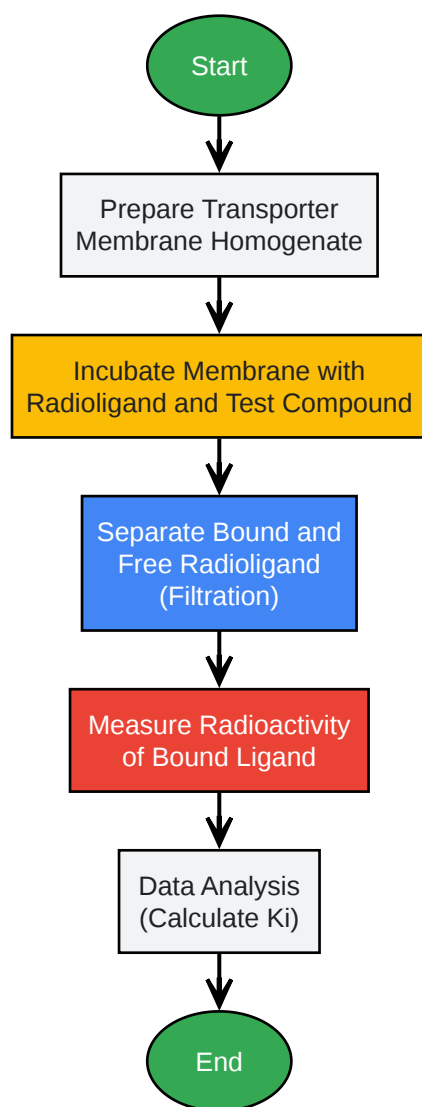 Start
Prepare Transporter
Membrane Homogenate
Incubate Membrane with
Radioligand and Test Compound
Separate Bound and
Free Radioligand
(Filtration)
Measure Radioactivity
of Bound Ligand
Data Analysis
(Calculate Ki)
End